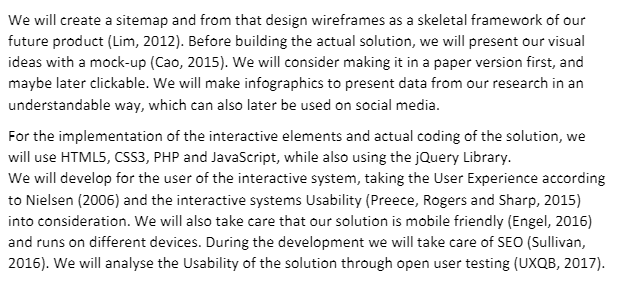 We will create a sitemap and from that design wireframes as a skeletal framework of our
future product (Lim, 2012). Before building the actual solution, we will present our visual
ideas with a mock-up (Cao, 2015). We will consider making it in a paper version first, and
maybe later clickable. We will make infographics to present data from our research in an
understandable way, which can also later be used on social media.
For the implementation of the interactive elements and actual coding of the solution, we
will use HTML5, CSS3, PHP and JavaScript, while also using the jQuery Library.
We will develop for the user of the interactive system, taking the User Experience according
to Nielsen (2006) and the interactive systems Usability (Preece, Rogers and Sharp, 2015)
into consideration. We will also take care that our solution is mobile friendly (Engel, 2016)
and runs on different devices. During the development we will take care of SEO (Sullivan,
2016). We will analyse the Usability of the solution through open user testing (UXQB, 2017).